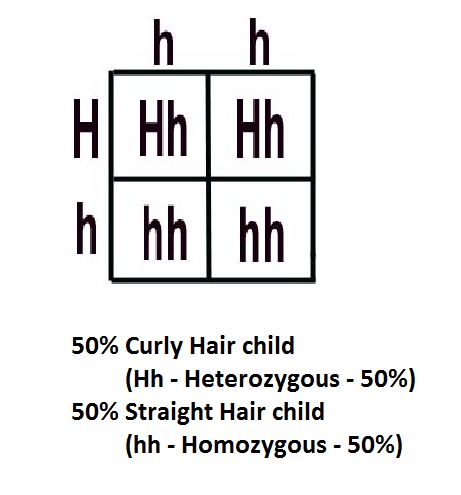 h h
H Hh Hh
h hh hh
50% Curly Hair child
(Hh - Heterozygous - 50%)
50% Straight Hair child
(hh - Homozygous - 50%)